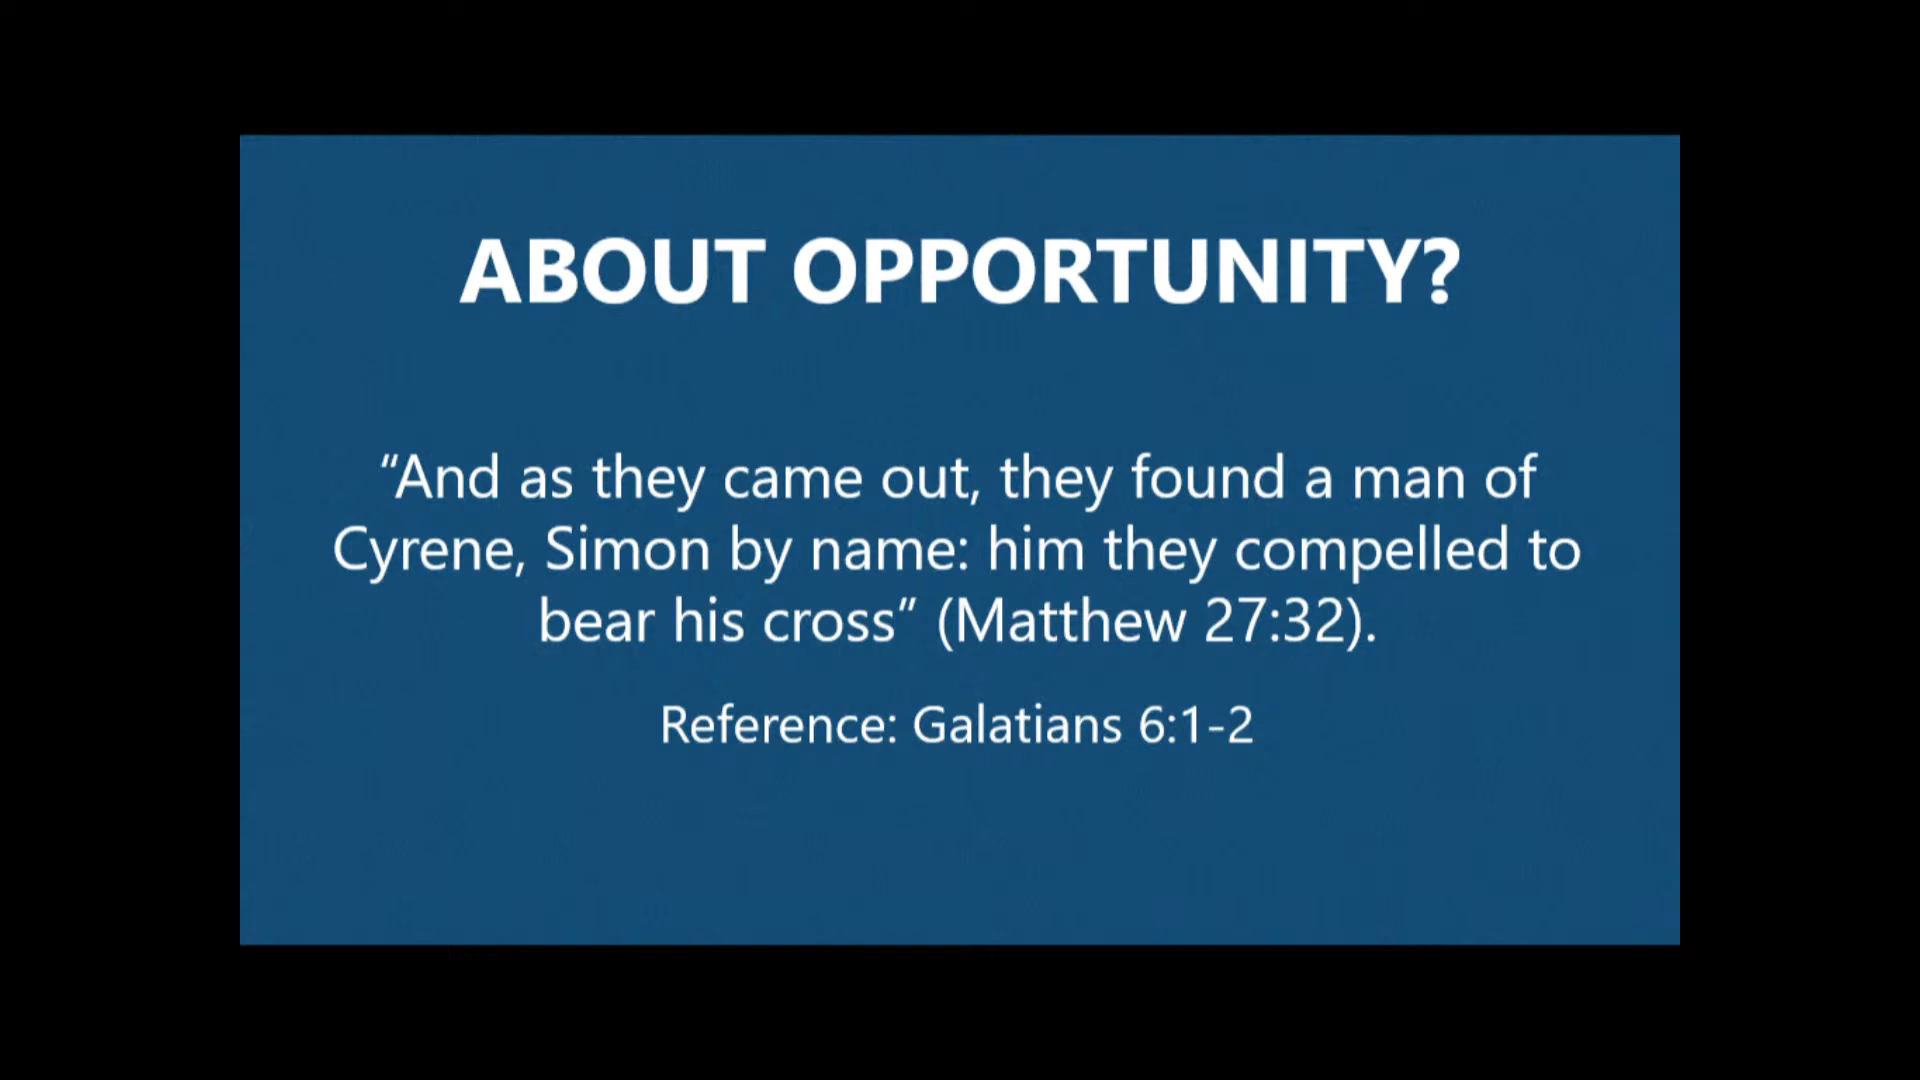 ABOUT OPPORTUNITY?
“And as they came out, they found a man of
Cyrene, Simon by name: him they compelled to
bear his cross” (Matthew 27:32).
Reference: Galatians 6:1-2